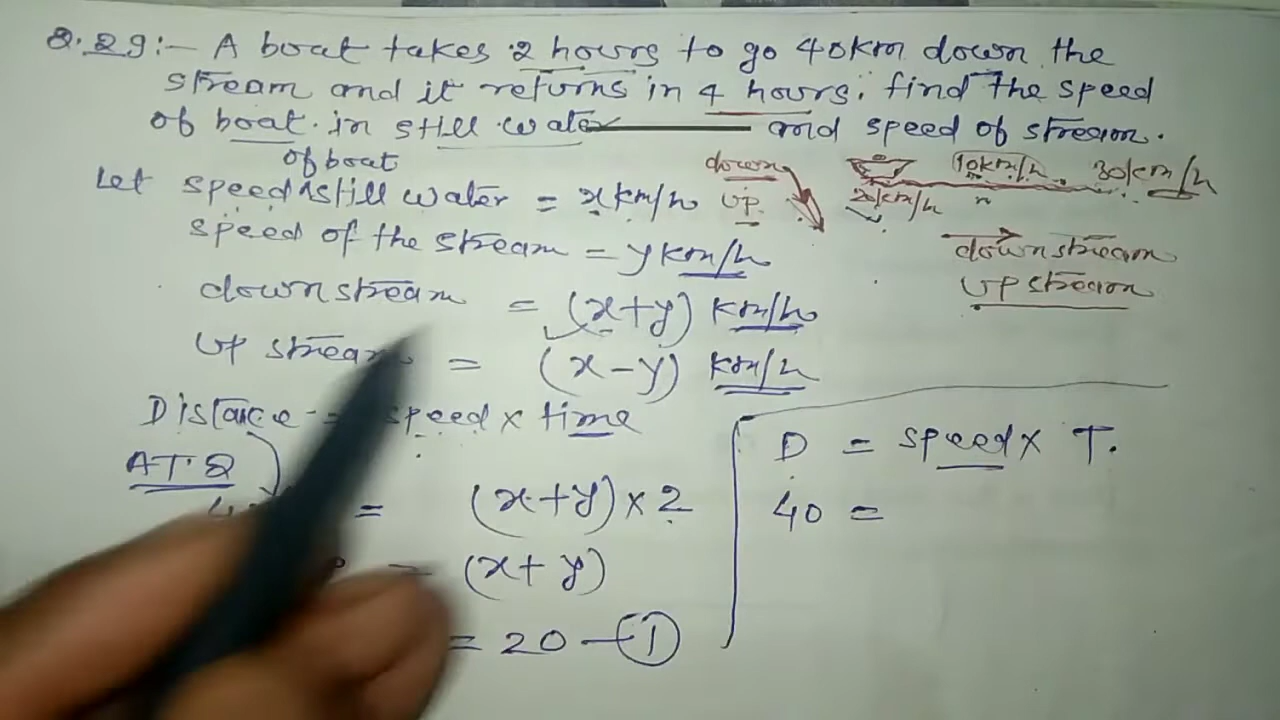 Q.29:- A boat takes 2 hours to go 40km down the
stream and it returns in 4 hours. find the speed
of boat in still water and speed of stream.
of boat
Let speed still water = x km/h
speed of the stream = y km/h
downstream = (x+y) km/h
Up stream = (x-y) km/h
Distance = speed x time
A.T.Q
= (x+y)x2
= (x+y)
= 20 - 1
down
up
10km/h 30km/h
20km/h
downstream
Upstream
D = speed x T.
40 =